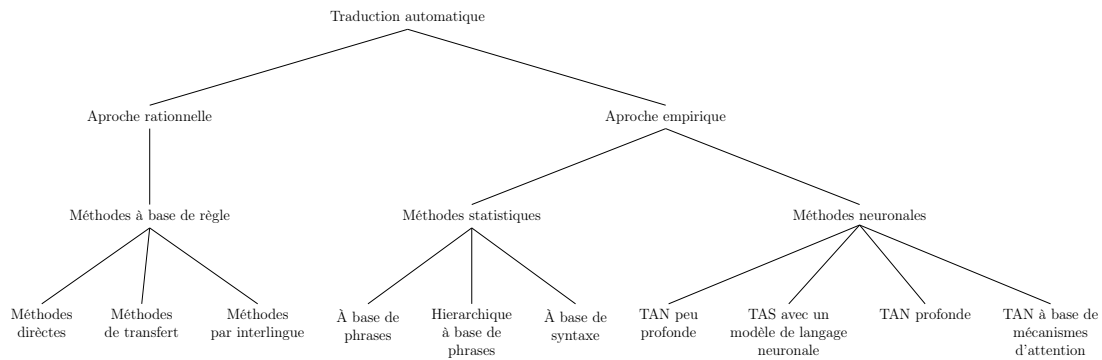 Traduction automatique
Aproche rationnelle
Aproche empirique
Méthodes à base de règle
Méthodes statistiques
Méthodes neuronales
Méthodes
dirèctes
Méthodes
de transfert
Méthodes
par interlingue
À base de
phrases
Hierarchique
à base de
phrases
À base de
syntaxe
TAN peu
profonde
TAS avec un
modèle de langage
neuronale
TAN profonde
TAN à base de
mécanismes
d'attention